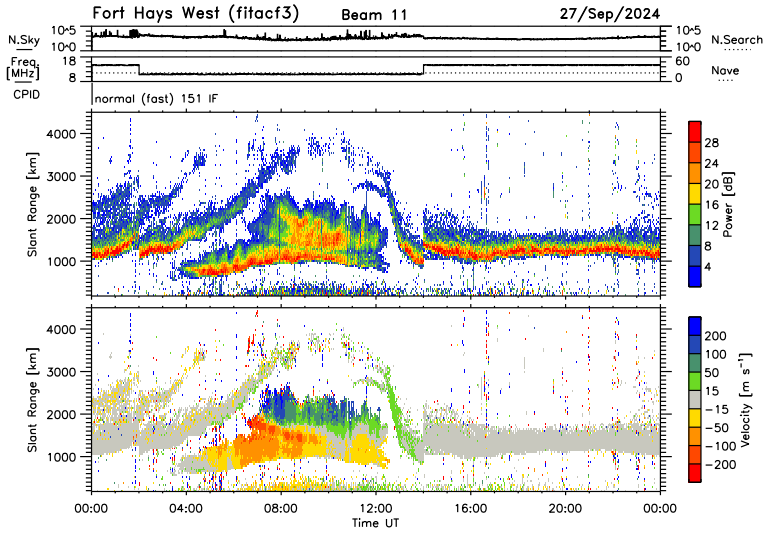 Fort Hays West (fitacf3) Beam 11 27/Sep/2024
N.Sky 10^5 10^0 10^5 10^0 N.Search
Freq. [MHz] 18 8 60 0 Nave
CPID normal (fast) 151 IF
Slant Range [km] 4000 3000 2000 1000
Power [dB] 28 24 20 16 12 8 4
Slant Range [km] 4000 3000 2000 1000
Velocity [m s⁻¹] 200 100 50 15 −15 −50 −100 −200
00:00 04:00 08:00 12:00 16:00 20:00 00:00
Time UT